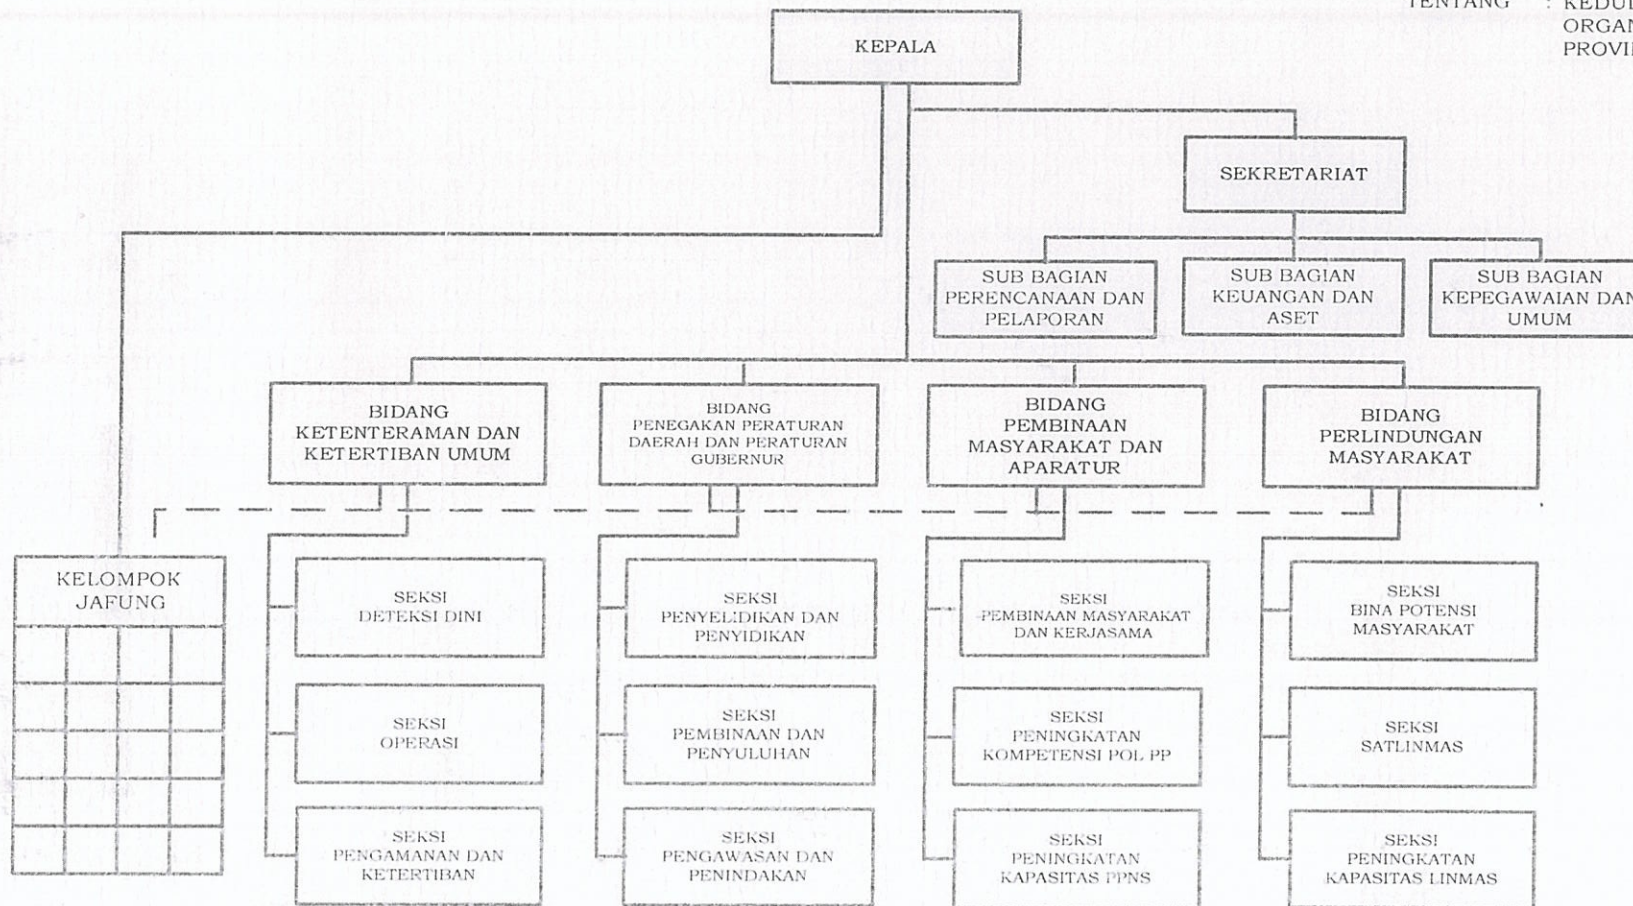 TENTANG :
KEPALA
SEKRETARIAT
SUB BAGIAN
PERENCANAAN DAN
PELAPORAN
SUB BAGIAN
KEUANGAN DAN
ASET
SUB BAGIAN
KEPEGAWAIAN DAN
UMUM
BIDANG
KETENTERAMAN DAN
KETERTIBAN UMUM
BIDANG
PENEGAKAN PERATURAN
DAERAH DAN PERATURAN
GUBERNUR
BIDANG
PEMBINAAN
MASYARAKAT DAN
APARATUR
BIDANG
PERLINDUNGAN
MASYARAKAT
KELOMPOK
JAFUNG
SEKSI
DETEKSI DINI
SEKSI
PENYELIDIKAN DAN
PENYIDIKAN
SEKSI
PEMBINAAN MASYARAKAT
DAN KERJASAMA
SEKSI
BINA POTENSI
MASYARAKAT
SEKSI
OPERASI
SEKSI
PEMBINAAN DAN
PENYULUHAN
SEKSI
PENINGKATAN
KOMPETENSI POL PP
SEKSI
SATLINMAS
SEKSI
PENGAMANAN DAN
KETERTIBAN
SEKSI
PENGAWASAN DAN
PENINDAKAN
SEKSI
PENINGKATAN
KAPASITAS PPNS
SEKSI
PENINGKATAN
KAPASITAS LINMAS